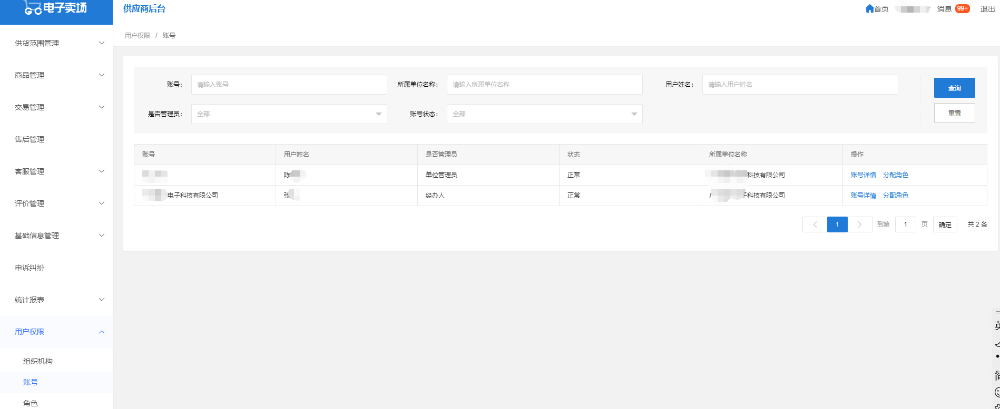 GC电子卖场
供应商后台
首页 消息 99+ 退出
用户权限 / 账号
供货范围管理
商品管理
交易管理
售后管理
客服管理
评价管理
基础信息管理
申诉纠纷
统计报表
用户权限
组织机构
账号
角色
账号: 请输入账号 所属单位名称: 请输入所属单位名称 用户姓名: 请输入用户姓名 查询
是否管理员: 全部 账号状态: 全部 重置
账号 用户姓名 是否管理员 状态 所属单位名称 操作
陈 单位管理员 正常 科技有限公司 账号详情 分配角色
电子科技有限公司 张 经办人 正常 子科技有限公司 账号详情 分配角色
1 到第 1 页 确定 共 2 条
英
简